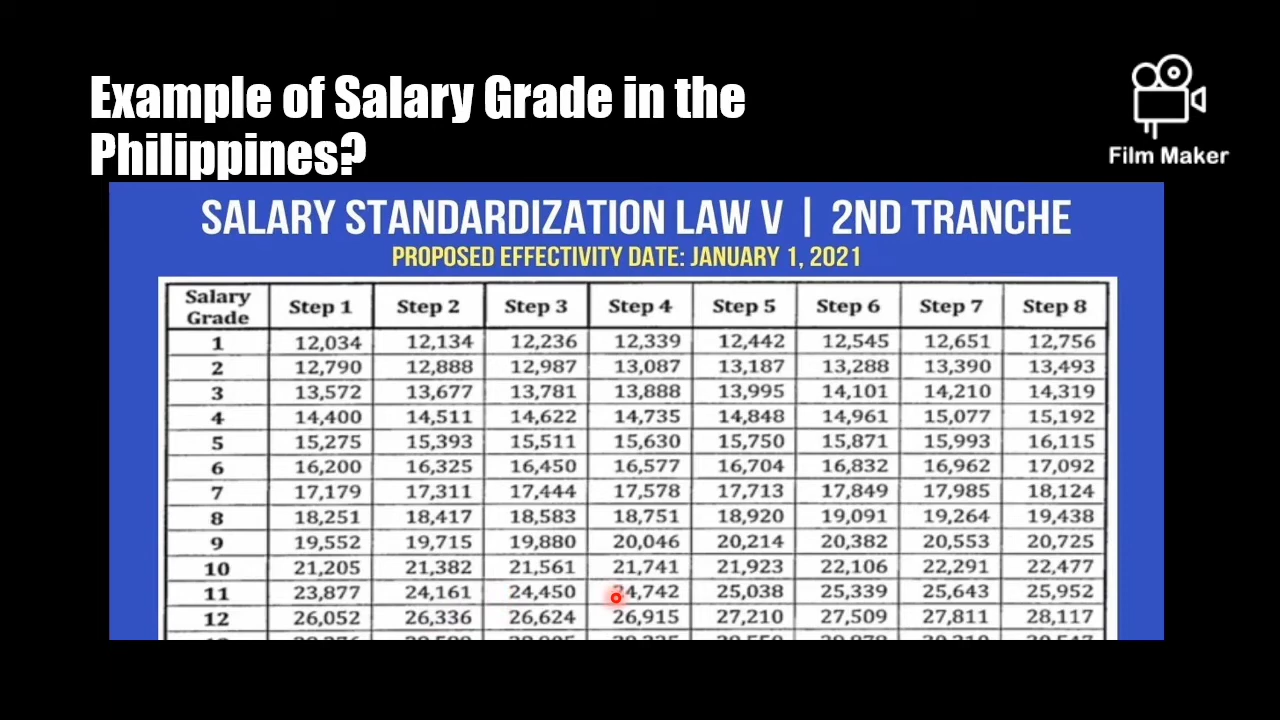 Example of Salary Grade in the
Philippines?
Film Maker
SALARY STANDARDIZATION LAW V | 2ND TRANCHE
PROPOSED EFFECTIVITY DATE: JANUARY 1, 2021
Salary Grade Step 1 Step 2 Step 3 Step 4 Step 5 Step 6 Step 7 Step 8
1 12,034 12,134 12,236 12,339 12,442 12,545 12,651 12,756
2 12,790 12,888 12,987 13,087 13,187 13,288 13,390 13,493
3 13,572 13,677 13,781 13,888 13,995 14,101 14,210 14,319
4 14,400 14,511 14,622 14,735 14,848 14,961 15,077 15,192
5 15,275 15,393 15,511 15,630 15,750 15,871 15,993 16,115
6 16,200 16,325 16,450 16,577 16,704 16,832 16,962 17,092
7 17,179 17,311 17,444 17,578 17,713 17,849 17,985 18,124
8 18,251 18,417 18,583 18,751 18,920 19,091 19,264 19,438
9 19,552 19,715 19,880 20,046 20,214 20,382 20,553 20,725
10 21,205 21,382 21,561 21,741 21,923 22,106 22,291 22,477
11 23,877 24,161 24,450 24,742 25,038 25,339 25,643 25,952
12 26,052 26,336 26,624 26,915 27,210 27,509 27,811 28,117